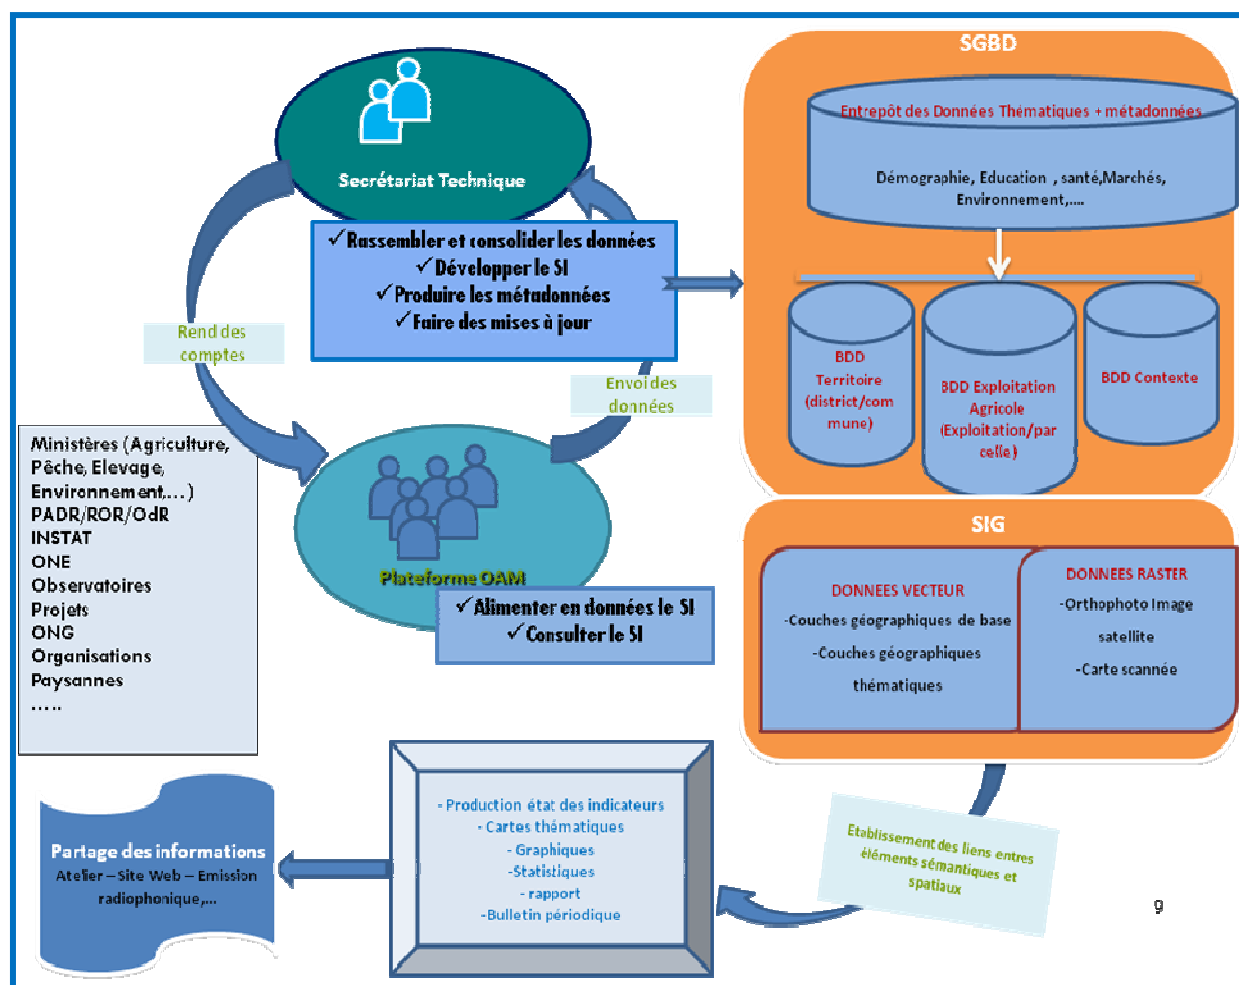 Secrétariat Technique
✓Rassembler et consolider les données
✓Développer le SI
✓Produire les métadonnées
✓Faire des mises à jour
Rend des
comptes
Envoi des
données
Ministères (Agriculture,
Pêche, Elevage,
Environnement,...)
PADR/ROR/OdR
INSTAT
ONE
Observatoires
Projets
ONG
Organisations
Paysannes
.....
Plateforme OAM
✓Alimenter en données le SI
✓Consulter le SI
SGBD
Entrepôt des Données Thématiques + métadonnées
Démographie, Education , santé,Marchés,
Environnement,....
BDD
Territoire
(district/com
mune)
BDD Exploitation
Agricole
(Exploitation/par
celle)
BDD Contexte
SIG
DONNEES VECTEUR
-Couches géographiques de base
-Couches géographiques
thématiques
DONNEES RASTER
-Orthophoto Image
satellite
-Carte scannée
Etablissement des liens entres
éléments sémantiques et
spatiaux
- Production état des indicateurs
- Cartes thématiques
- Graphiques
-Statistiques
- rapport
-Bulletin périodique
Partage des informations
Atelier – Site Web – Emission
radiophonique,...
9